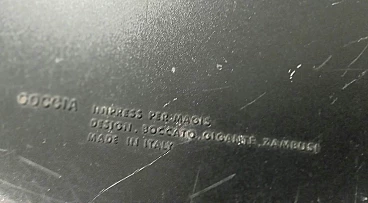 GOCCIA
IMPRESS PER MAGIS
DESIGN. BOCCATO, GIGANTE, ZAMBUSI
MADE IN ITALY